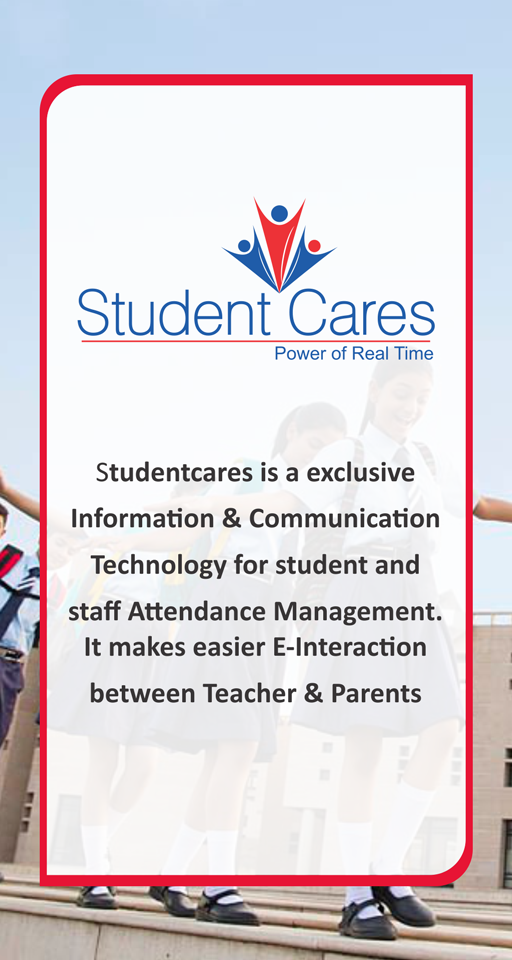 Student Cares
Power of Real Time
Studentcares is a exclusive
Information & Communication
Technology for student and
staff Attendance Management.
It makes easier E-Interaction
between Teacher & Parents